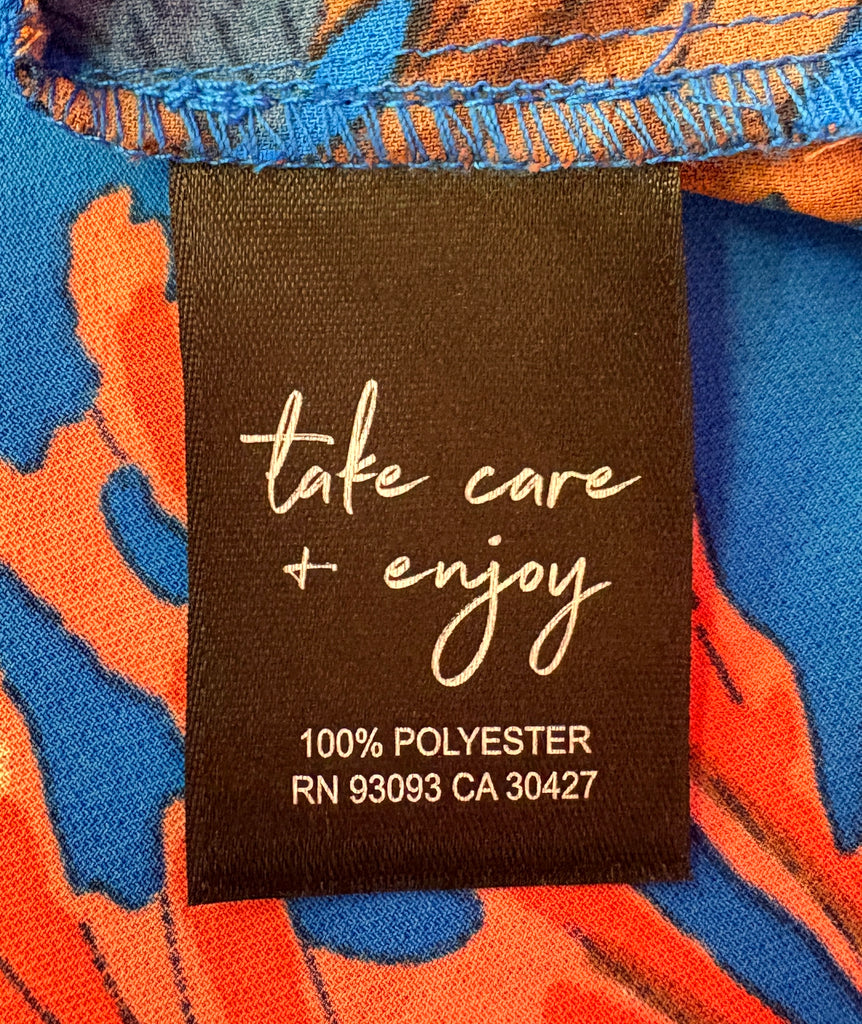 take care
+ enjoy
100% POLYESTER
RN 93093 CA 30427